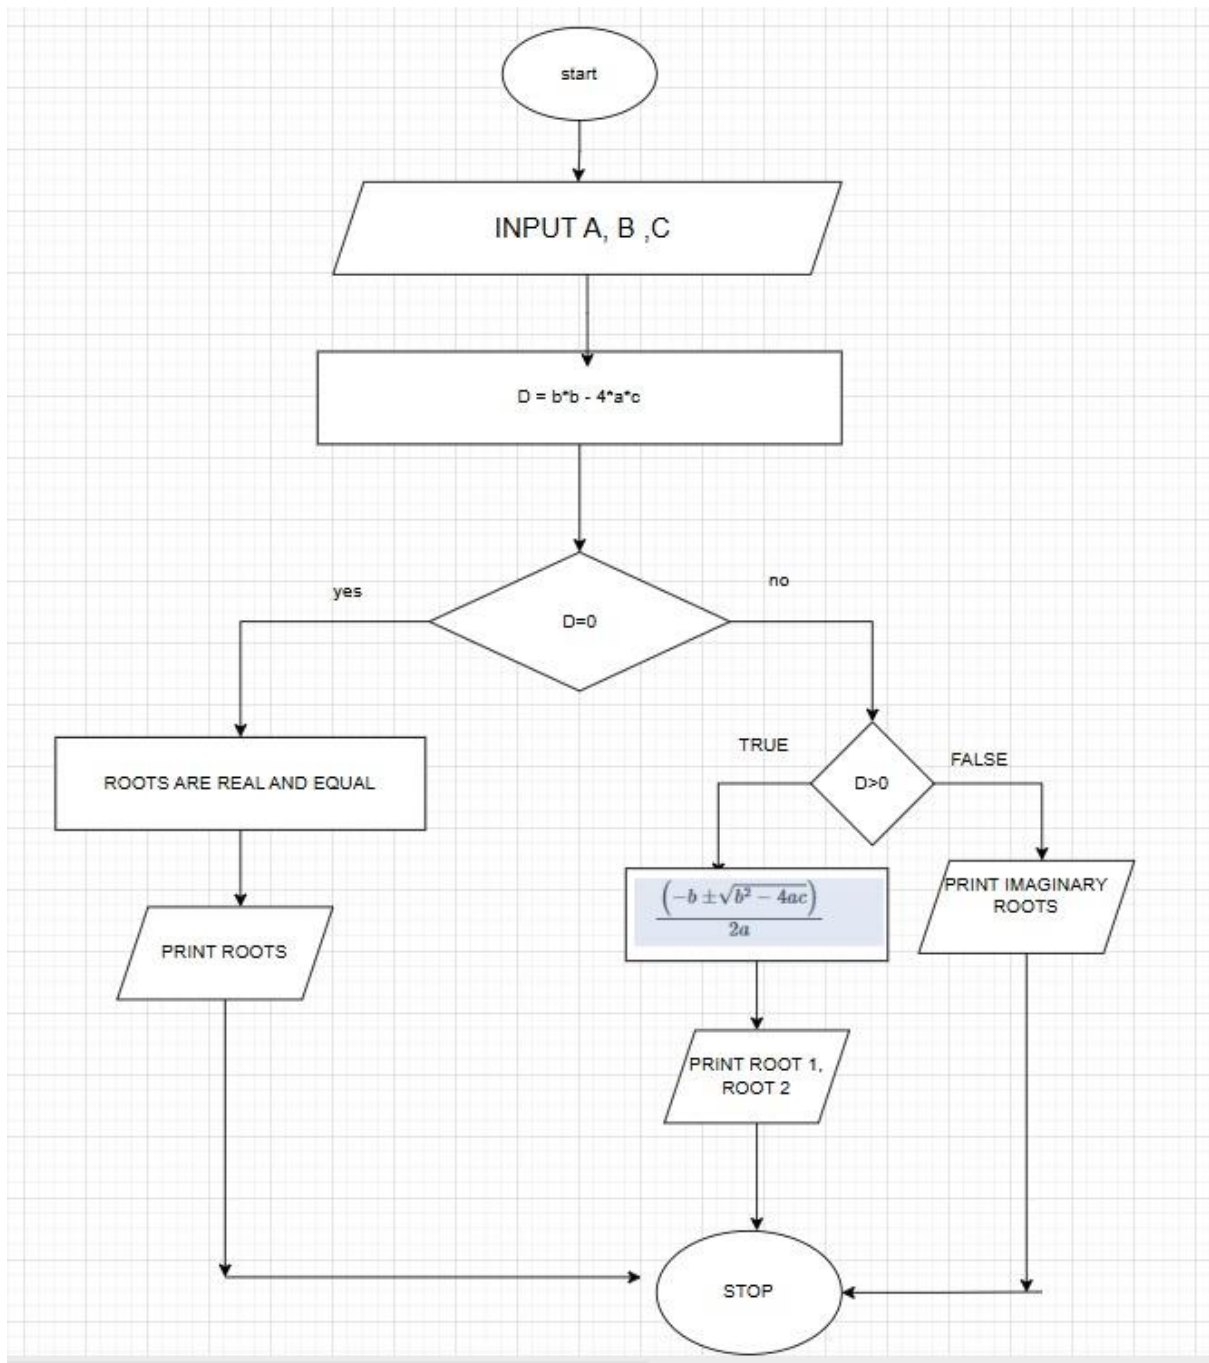 start
INPUT A, B ,C
D = b*b - 4*a*c
yes
no
D=0
TRUE
FALSE
D>0
ROOTS ARE REAL AND EQUAL
(-b ±√b² - 4ac)
2a
PRINT IMAGINARY
ROOTS
PRINT ROOTS
PRINT ROOT 1,
ROOT 2
STOP